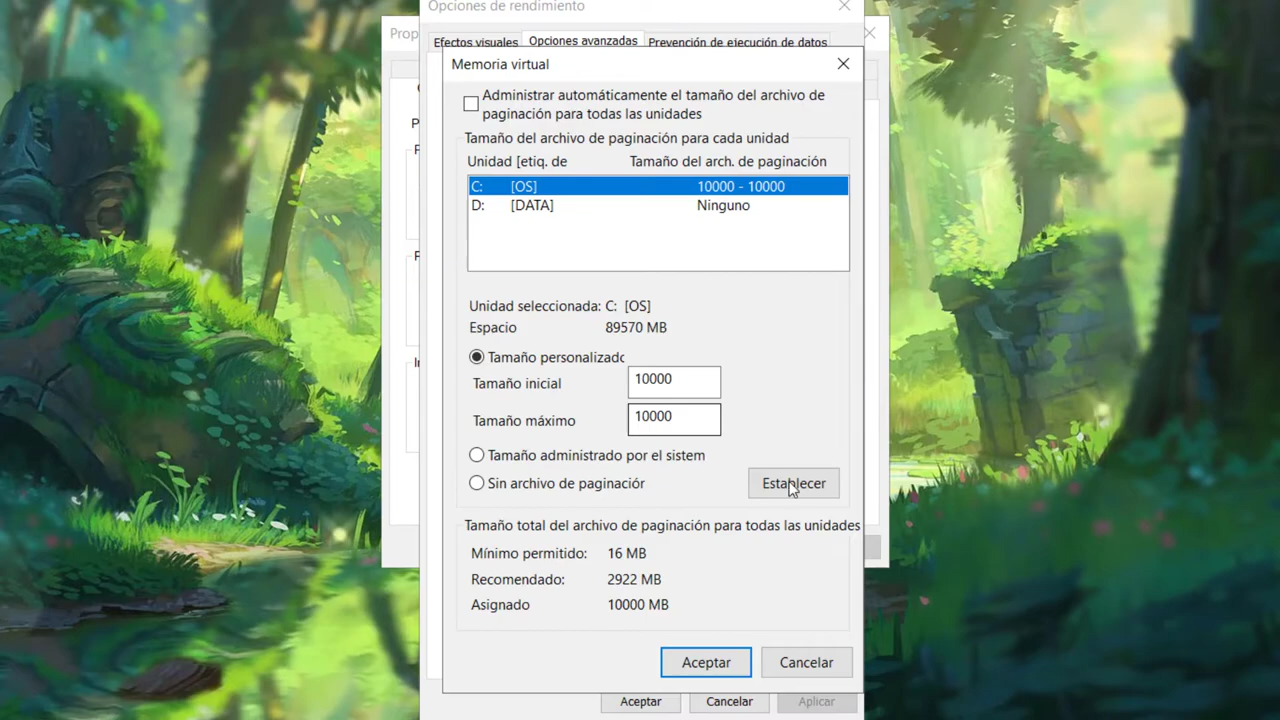 Opciones de rendimiento
Prop
Efectos visuales Opciones avanzadas Prevención de ejecución de datos
Memoria virtual
Administrar automáticamente el tamaño del archivo de
paginación para todas las unidades
Tamaño del archivo de paginación para cada unidad
Unidad [etiq. de Tamaño del arch. de paginación
C: [OS] 10000 - 10000
D: [DATA] Ninguno
Unidad seleccionada: C: [OS]
Espacio 89570 MB
Tamaño personalizado
Tamaño inicial 10000
Tamaño máximo 10000
Tamaño administrado por el sistem
Sin archivo de paginación
Establecer
Tamaño total del archivo de paginación para todas las unidades
Mínimo permitido: 16 MB
Recomendado: 2922 MB
Asignado 10000 MB
Aceptar Cancelar
Aceptar Cancelar Aplicar